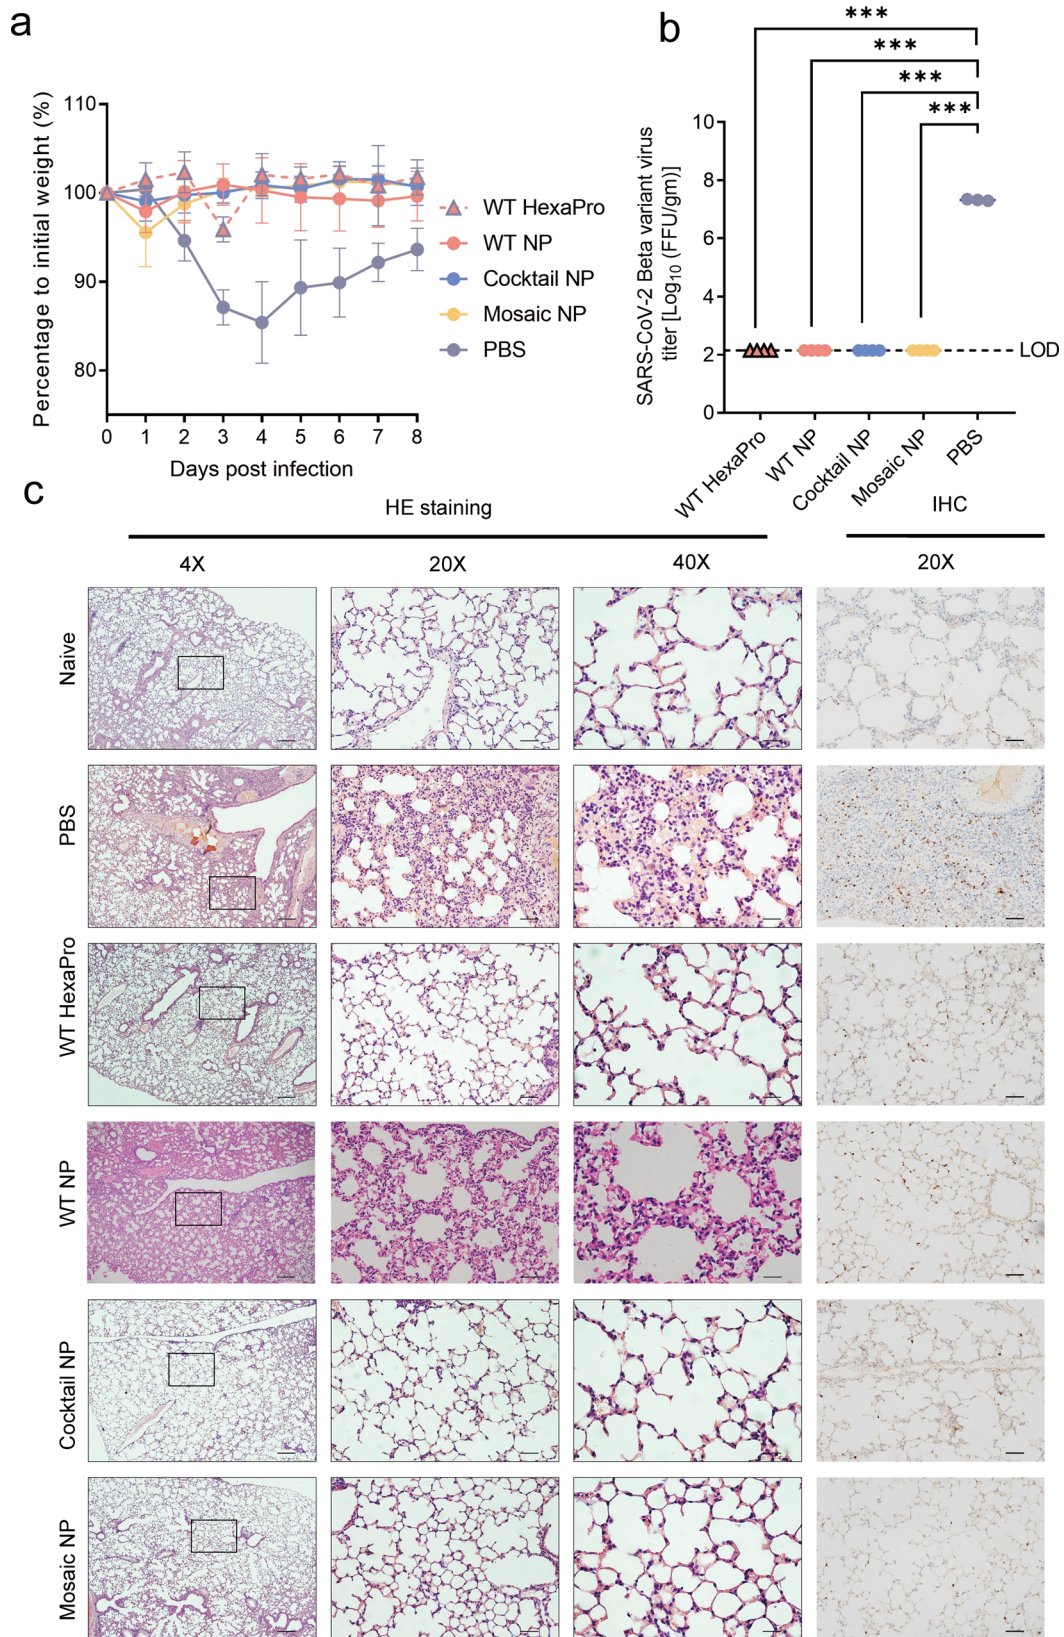 a
Percentage to initial weight (%)
110
100
90
80
0 1 2 3 4 5 6 7 8
Days post infection
WT HexaPro
WT NP
Cocktail NP
Mosaic NP
PBS
b
***
***
***
***
SARS-CoV-2 Beta variant virus
titer [Log10 (FFU/gm)]
10
8
6
4
2
0
LOD
WT HexaPro
WT NP
Cocktail NP
Mosaic NP
PBS
c
HE staining
IHC
4X 20X 40X 20X
Naive
PBS
WT HexaPro
WT NP
Cocktail NP
Mosaic NP